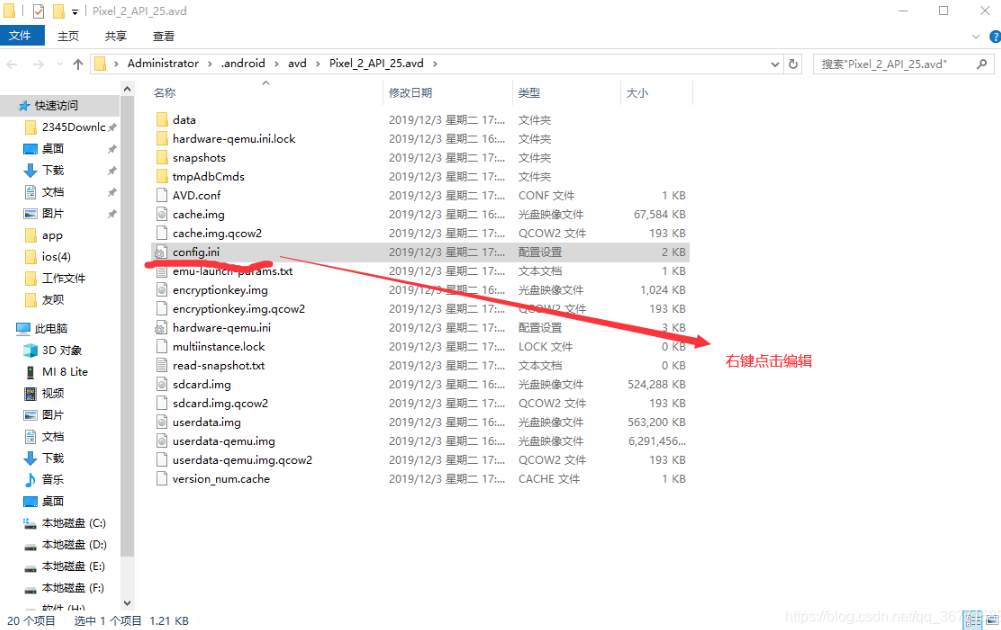 Pixel_2_API_25.avd
文件 主页 共享 查看
Administrator .android avd Pixel_2_API_25.avd 搜索"Pixel_2_API_25.avd"
快速访问
2345Downlc
桌面
下载
文档
图片
app
ios(4)
工作文件
友呗
此电脑
3D 对象
MI 8 Lite
视频
图片
文档
下载
音乐
桌面
本地磁盘 (C:)
本地磁盘 (D:)
本地磁盘 (E:)
本地磁盘 (F:)
软件 (H:)
名称 修改日期 类型 大小
data 2019/12/3 星期二 17:... 文件夹
hardware-qemu.ini.lock 2019/12/3 星期二 16:... 文件夹
snapshots 2019/12/3 星期二 17:... 文件夹
tmpAdbCmds 2019/12/3 星期二 17:... 文件夹
AVD.conf 2019/12/3 星期二 17:... CONF 文件 1 KB
cache.img 2019/12/3 星期二 16:... 光盘映像文件 67,584 KB
cache.img.qcow2 2019/12/3 星期二 17:... QCOW2 文件 193 KB
config.ini 2019/12/3 星期二 17:... 配置设置 2 KB
emu-launch-params.txt 2019/12/3 星期二 17:... 文本文档 1 KB
encryptionkey.img 2019/12/3 星期二 16:... 光盘映像文件 1,024 KB
encryptionkey.img.qcow2 2019/12/3 星期二 17:... QCOW2 文件 193 KB
hardware-qemu.ini 2019/12/3 星期二 17:... 配置设置 3 KB
multiinstance.lock 2019/12/3 星期二 17:... LOCK 文件 0 KB
read-snapshot.txt 2019/12/3 星期二 17:... 文本文档 0 KB
sdcard.img 2019/12/3 星期二 16:... 光盘映像文件 524,288 KB
sdcard.img.qcow2 2019/12/3 星期二 17:... QCOW2 文件 193 KB
userdata.img 2019/12/3 星期二 17:... 光盘映像文件 563,200 KB
userdata-qemu.img 2019/12/3 星期二 17:... 光盘映像文件 6,291,456...
userdata-qemu.img.qcow2 2019/12/3 星期二 17:... QCOW2 文件 193 KB
version_num.cache 2019/12/3 星期二 17:... CACHE 文件 1 KB
右键点击编辑
20 个项目 选中 1 个项目 1.21 KB